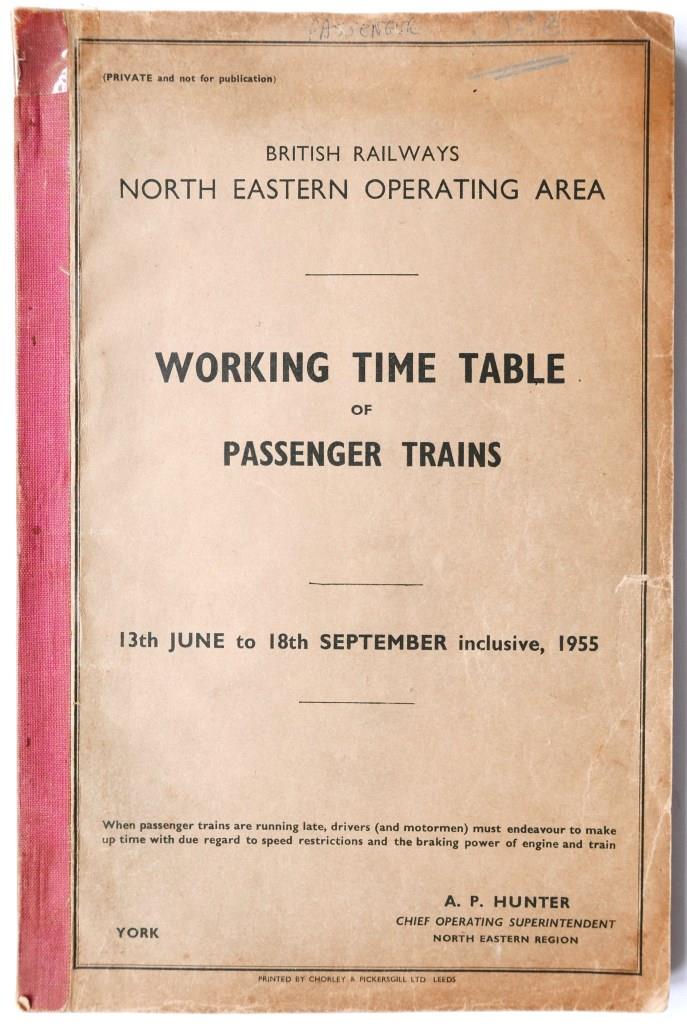 PASSENGER
(PRIVATE and not for publication)
BRITISH RAILWAYS
NORTH EASTERN OPERATING AREA
WORKING TIME TABLE
OF
PASSENGER TRAINS
13th JUNE to 18th SEPTEMBER inclusive, 1955
When passenger trains are running late, drivers (and motormen) must endeavour to make
up time with due regard to speed restrictions and the braking power of engine and train
A. P. HUNTER
CHIEF OPERATING SUPERINTENDENT
YORK
NORTH EASTERN REGION
PRINTED BY CHORLEY & PICKERSGILL LTD LEEDS